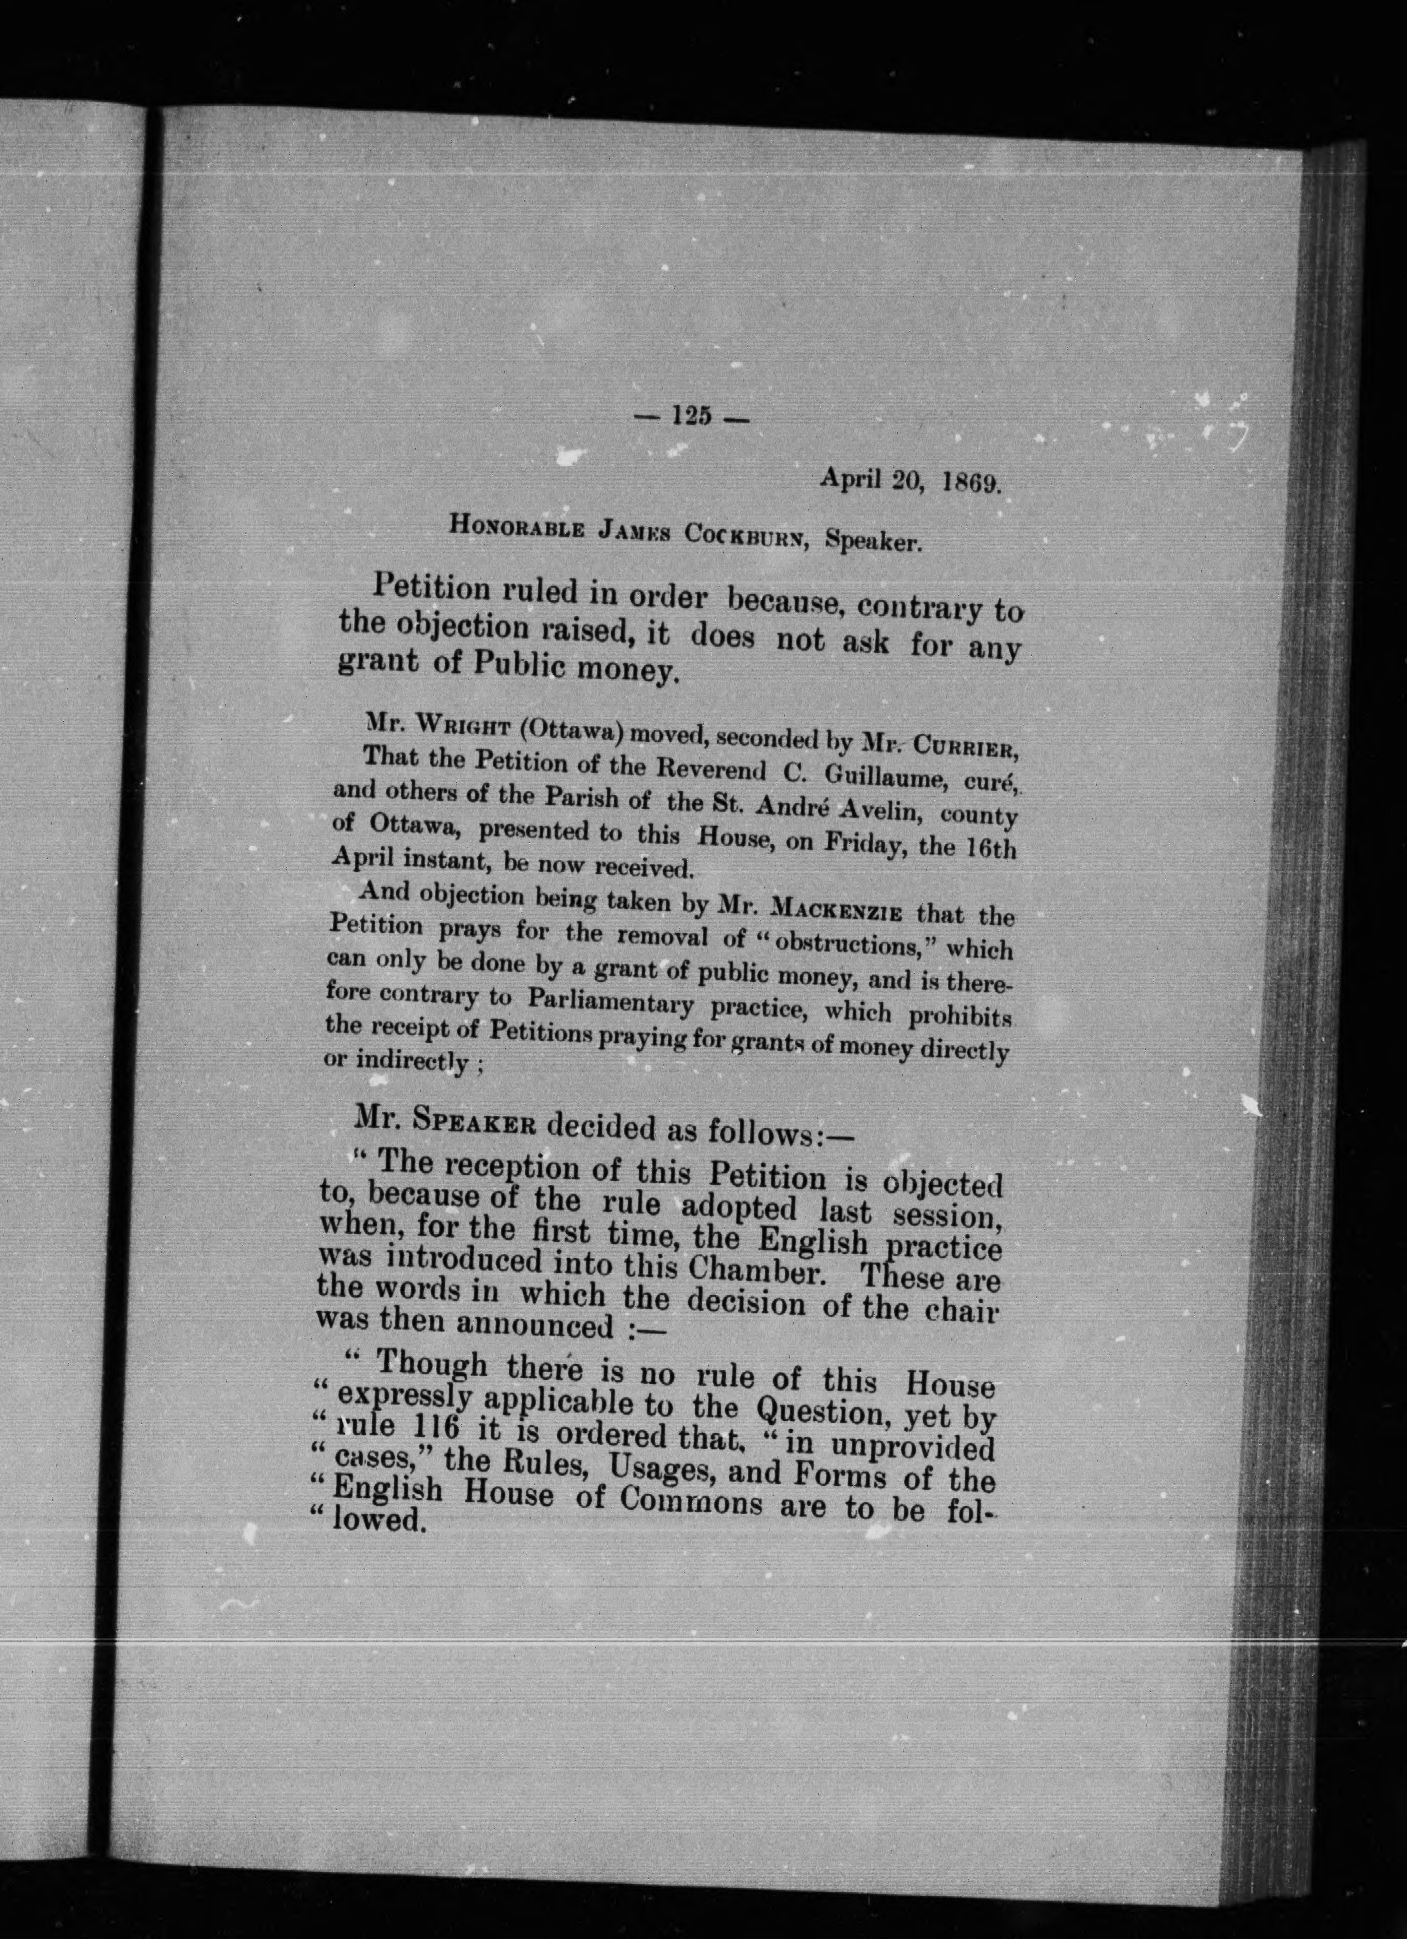 — 125 —
April 20, 1869.
HONORABLE JAMES COCKBURN, Speaker.
Petition ruled in order because, contrary to
the objection raised, it does not ask for any
grant of Public money.
Mr. WRIGHT (Ottawa) moved, seconded by Mr. CURRIER,
That the Petition of the Reverend C. Guillaume, curé,
and others of the Parish of the St. André Avelin, county
of Ottawa, presented to this House, on Friday, the 16th
April instant, be now received.
And objection being taken by Mr. MACKENZIE that the
Petition prays for the removal of “obstructions,” which
can only be done by a grant of public money, and is there-
fore contrary to Parliamentary practice, which prohibits
the receipt of Petitions praying for grants of money directly
or indirectly ;
Mr. SPEAKER decided as follows:—
“ The reception of this Petition is objected
to, because of the rule adopted last session,
when, for the first time, the English practice
was introduced into this Chamber. These are
the words in which the decision of the chair
was then announced :—
“ Though there is no rule of this House
“ expressly applicable to the Question, yet by
“ rule 116 it is ordered that, “in unprovided
“ cases,” the Rules, Usages, and Forms of the
“ English House of Commons are to be fol-
“ lowed.